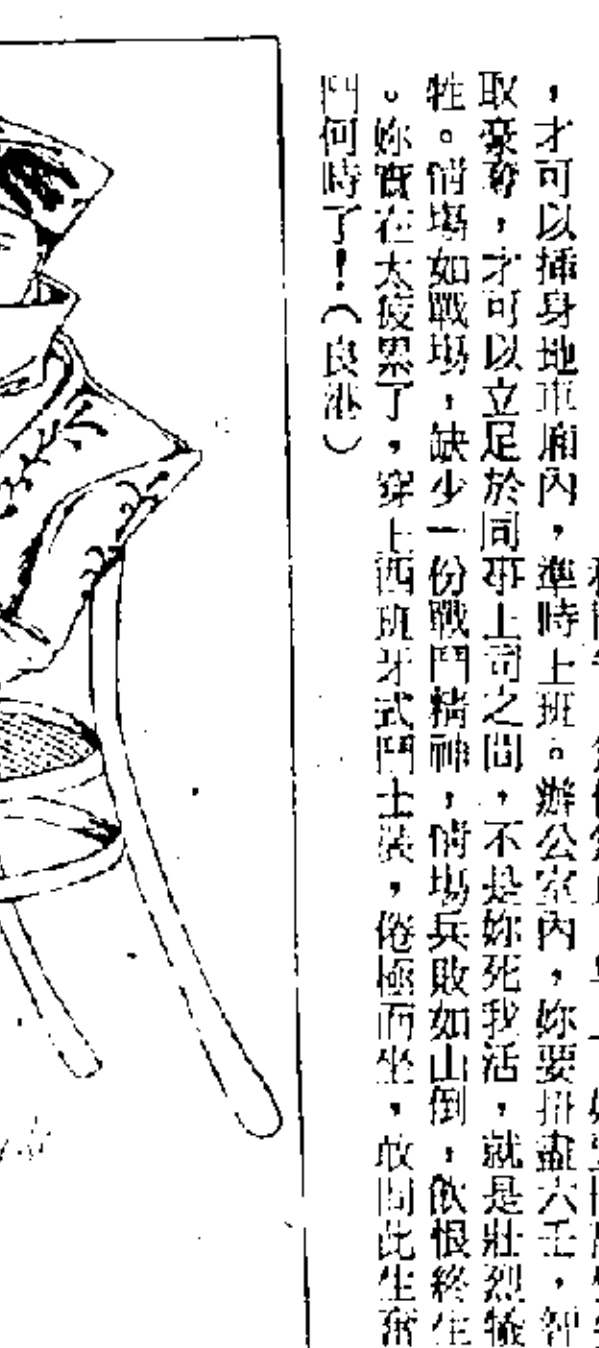 ，才可以插身地車廂內，準時上班。辦公室內，妳要扭盡六壬，智
取豪奪，才可以立足於同事上司之間，不是妳死我活，就是壯烈犧
牲。情場如戰場，缺少一份戰鬥精神，情場兵敗如山倒，飲恨終生
。妳實在太疲累了，穿上西班牙式鬥士裝，倦極而坐，敢問此生奮
鬥何時了！（良港）